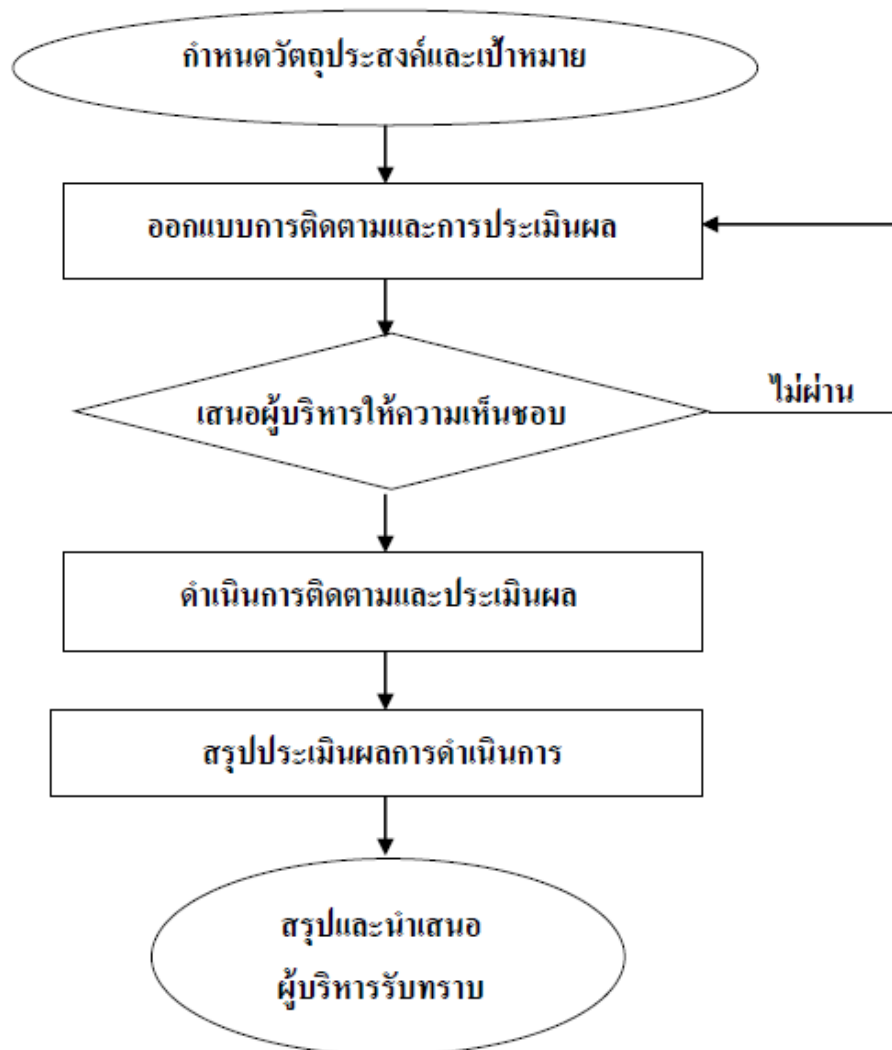 กำหนดวัตถุประสงค์และเป้าหมาย
ออกแบบการติดตามและการประเมินผล
เสนอผู้บริหารให้ความเห็นชอบ
ไม่ผ่าน
ดำเนินการติดตามและประเมินผล
สรุปประเมินผลการดำเนินการ
สรุปและนำเสนอ
ผู้บริหารรับทราบ